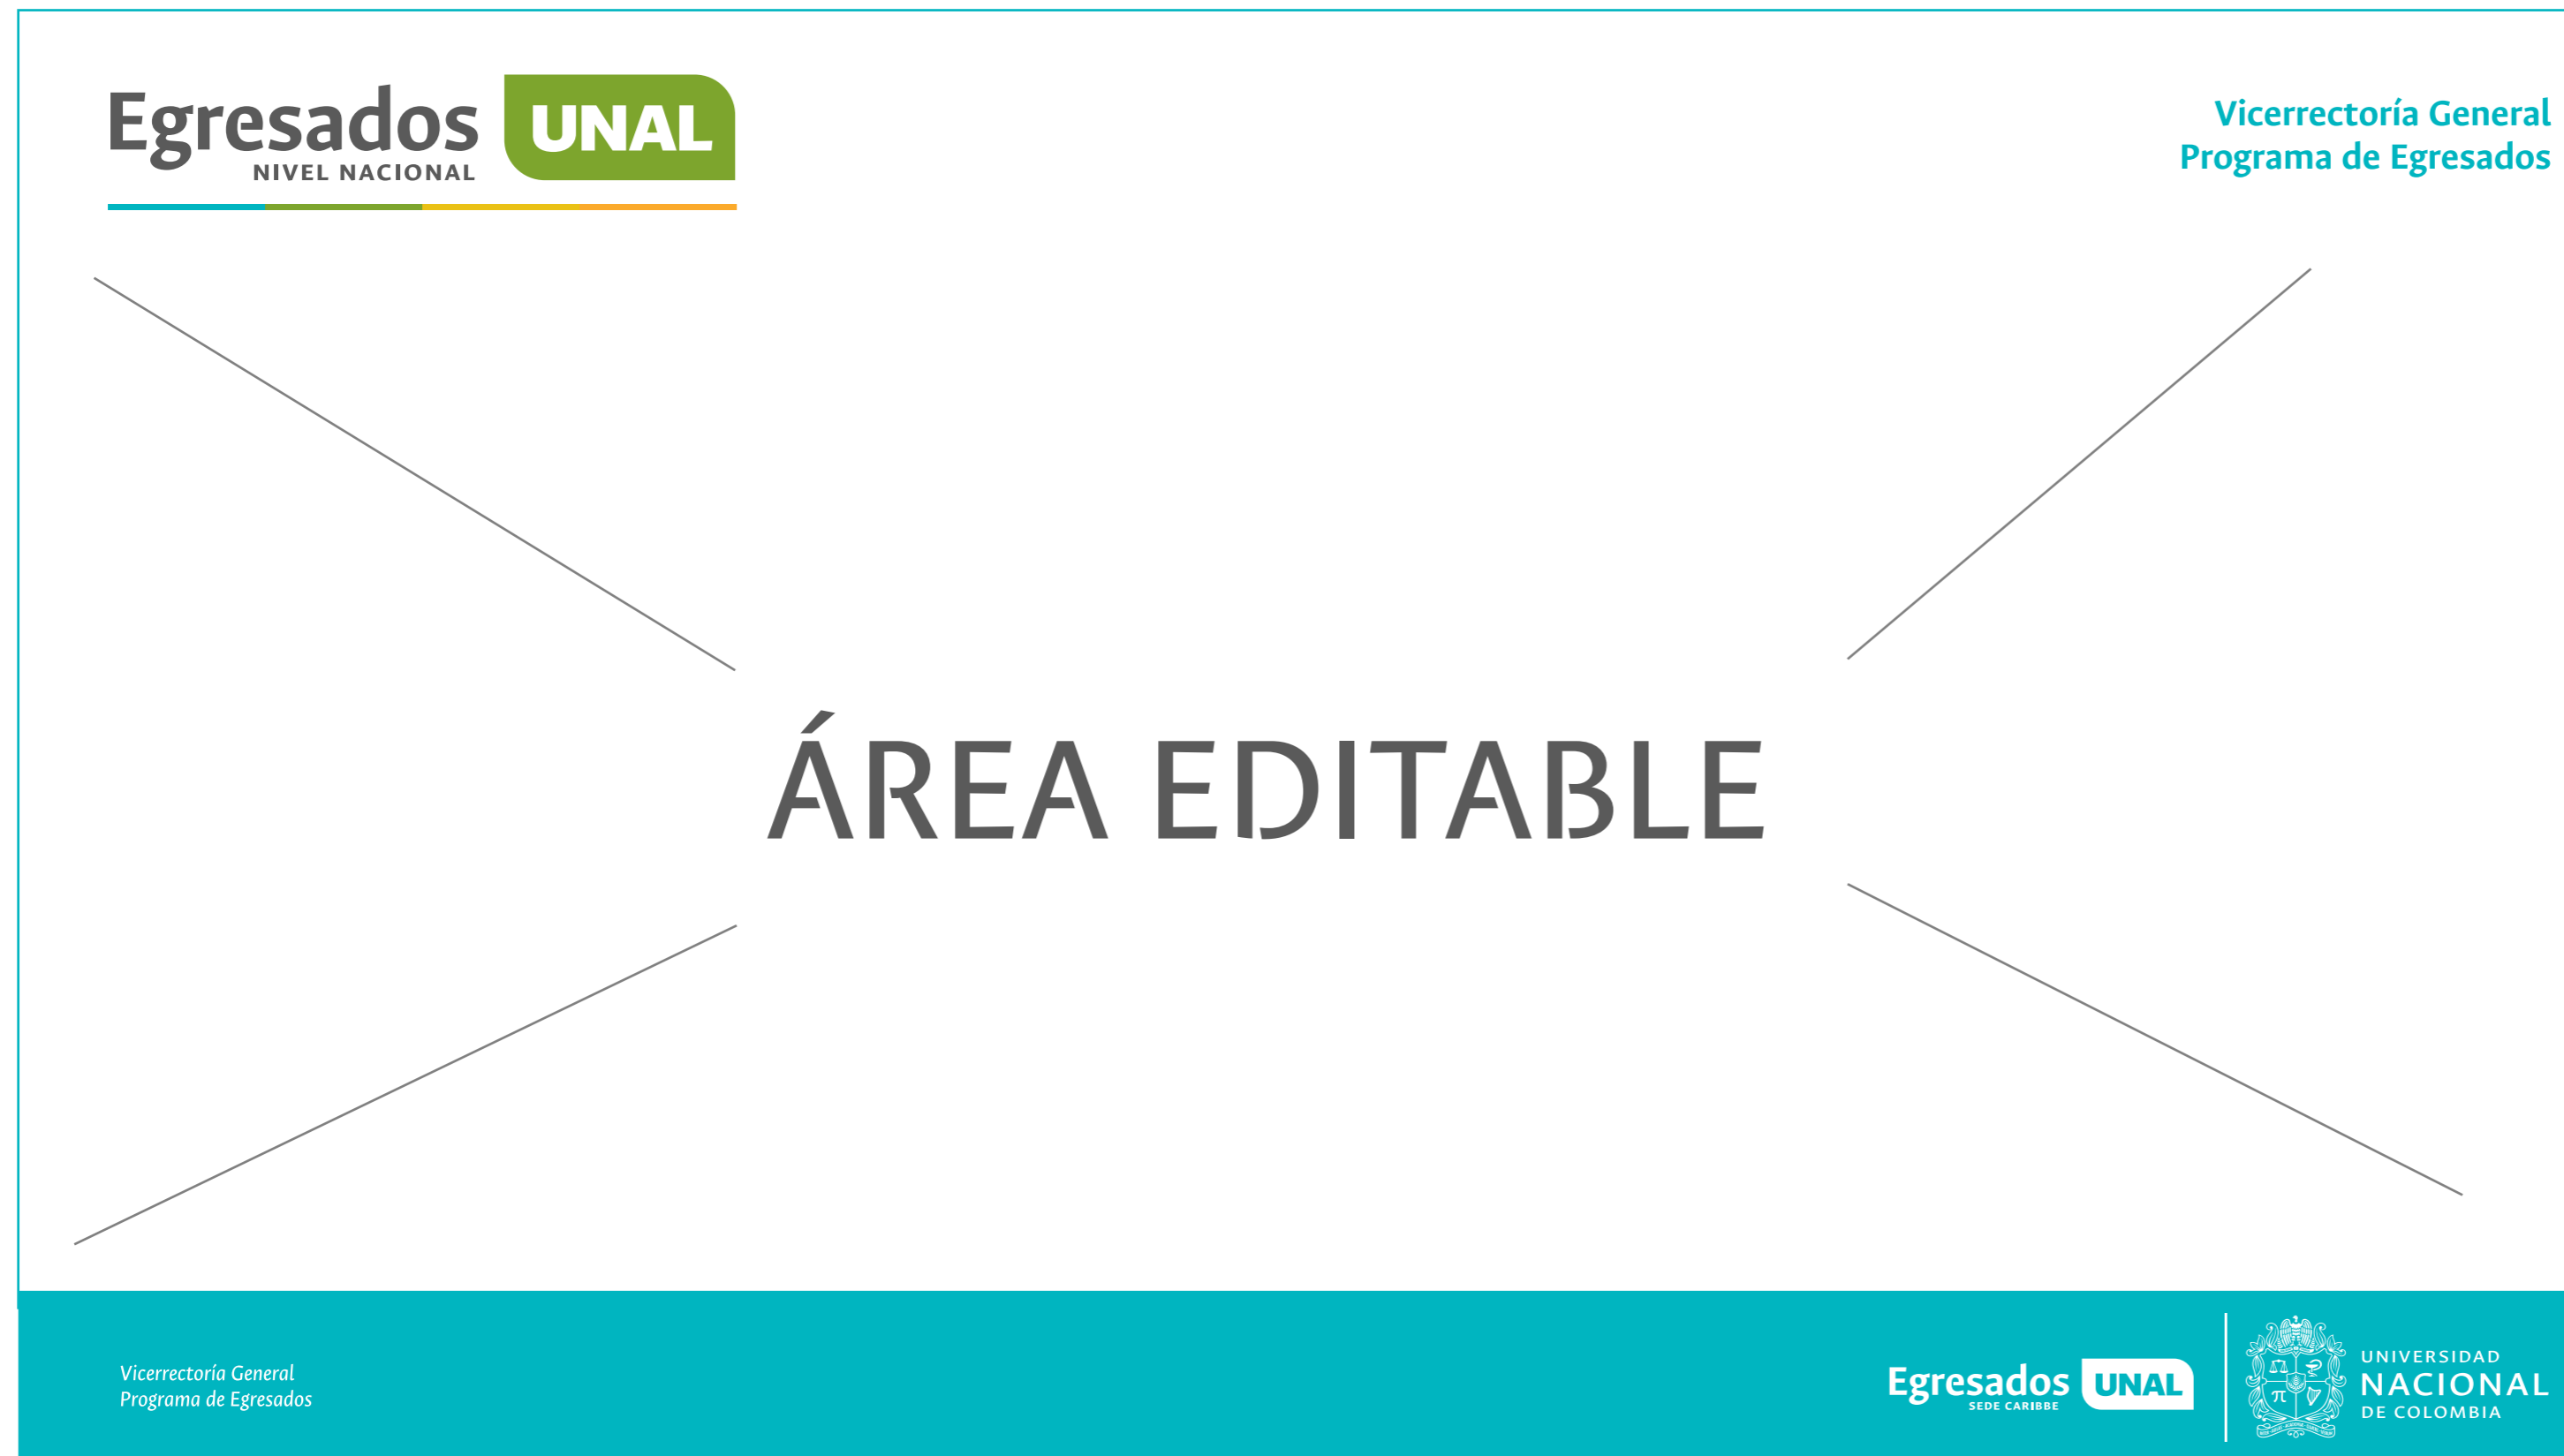 Egresados UNAL
NIVEL NACIONAL
Vicerrectoría General
Programa de Egresados
ÁREA EDITABLE
Vicerrectoría General
Programa de Egresados
Egresados UNAL
SEDE CARIBBE
π
UNIVERSIDAD
NACIONAL
DE COLOMBIA